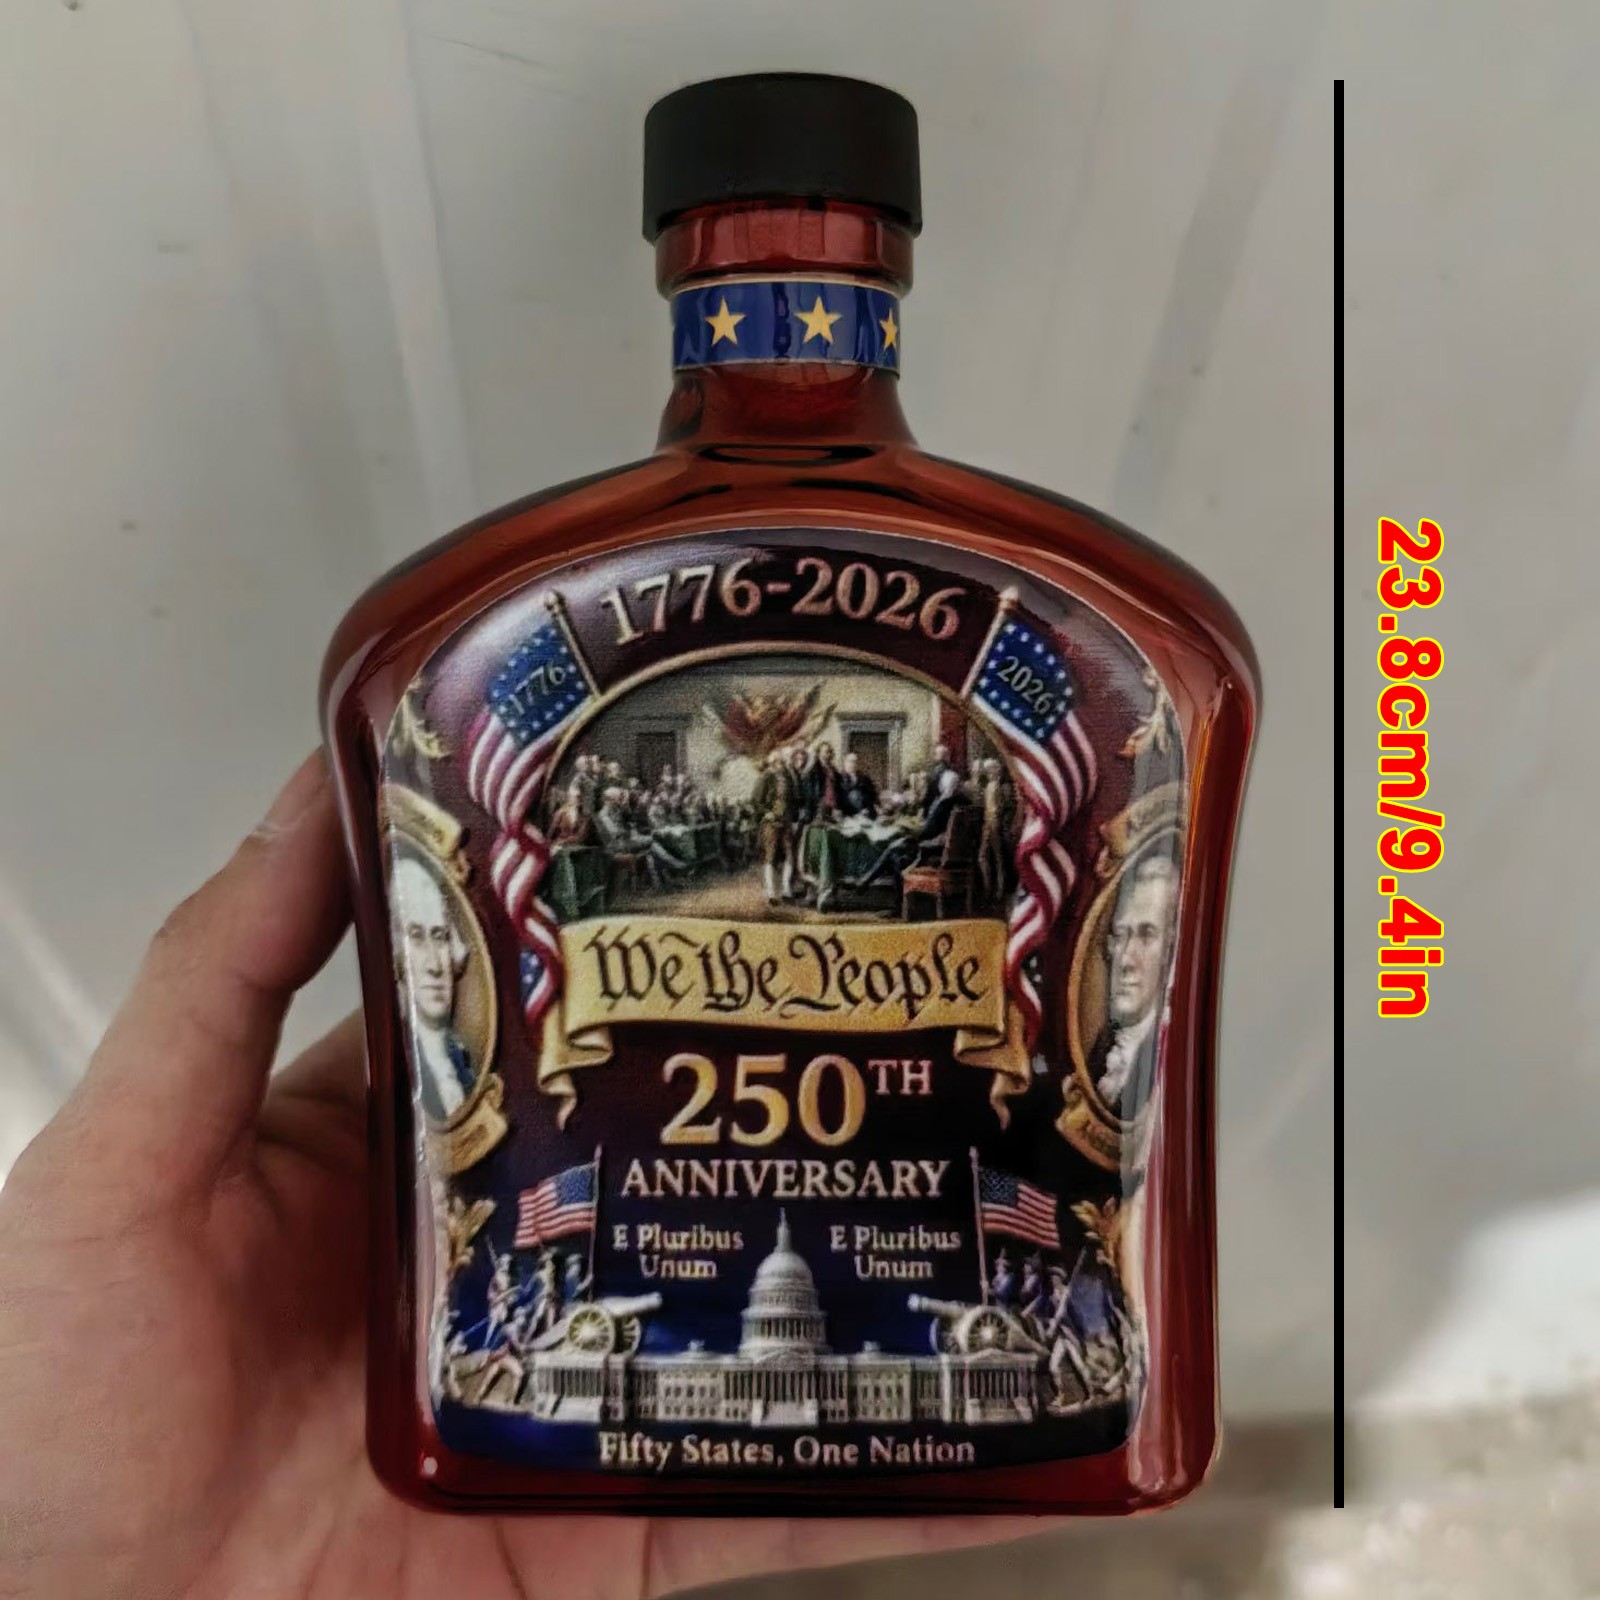 1776-2026
1776
2026
We the People
250TH
ANNIVERSARY
E Pluribus
Unum
E Pluribus
Unum
Fifty States, One Nation
23.8cm/9.4in